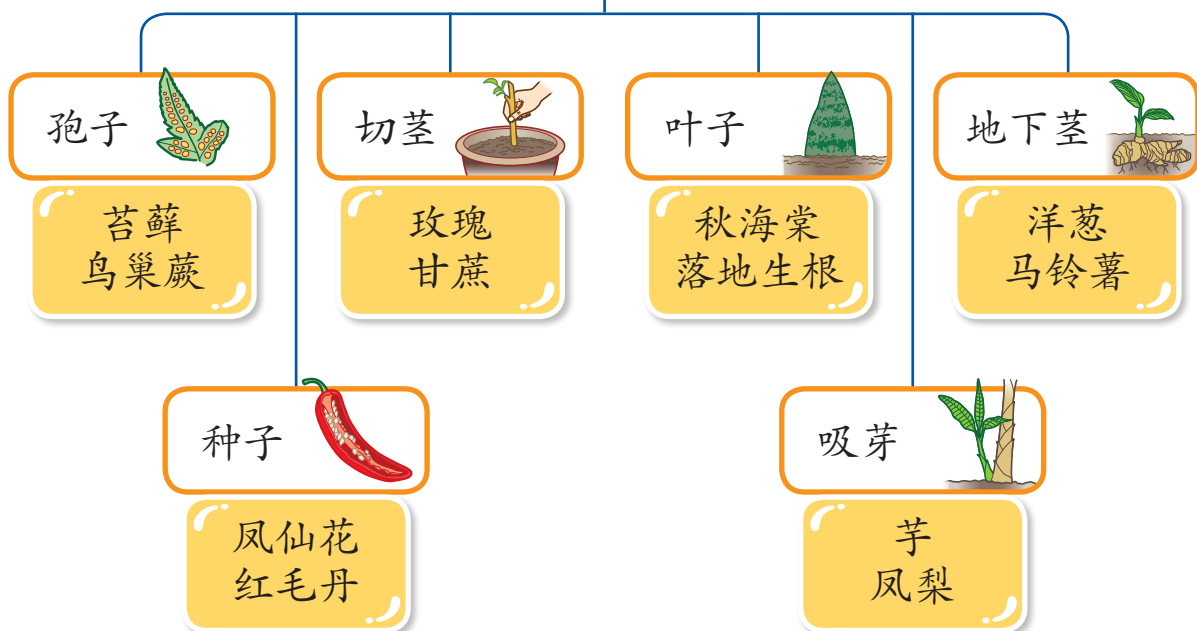 孢子
苔藓
鸟巢蕨
切茎
玫瑰
甘蔗
叶子
秋海棠
落地生根
地下茎
洋葱
马铃薯
种子
凤仙花
红毛丹
吸芽
芋
凤梨